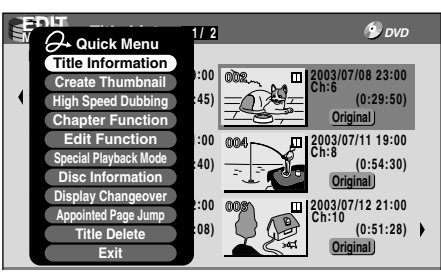 EDIT
1/ 2
DVD
Quick Menu
Title Information
Create Thumbnail
High Speed Dubbing
Chapter Function
Edit Function
Special Playback Mode
Disc Information
Display Changeover
Appointed Page Jump
Title Delete
Exit
:00
:45)
002
2003/07/08 23:00
Ch:6
(0:29:50)
Original
:00
:40)
004
2003/07/11 19:00
Ch:8
(0:54:30)
Original
:00
:08)
2003/07/12 21:00
Ch:10
(0:51:28)
Original